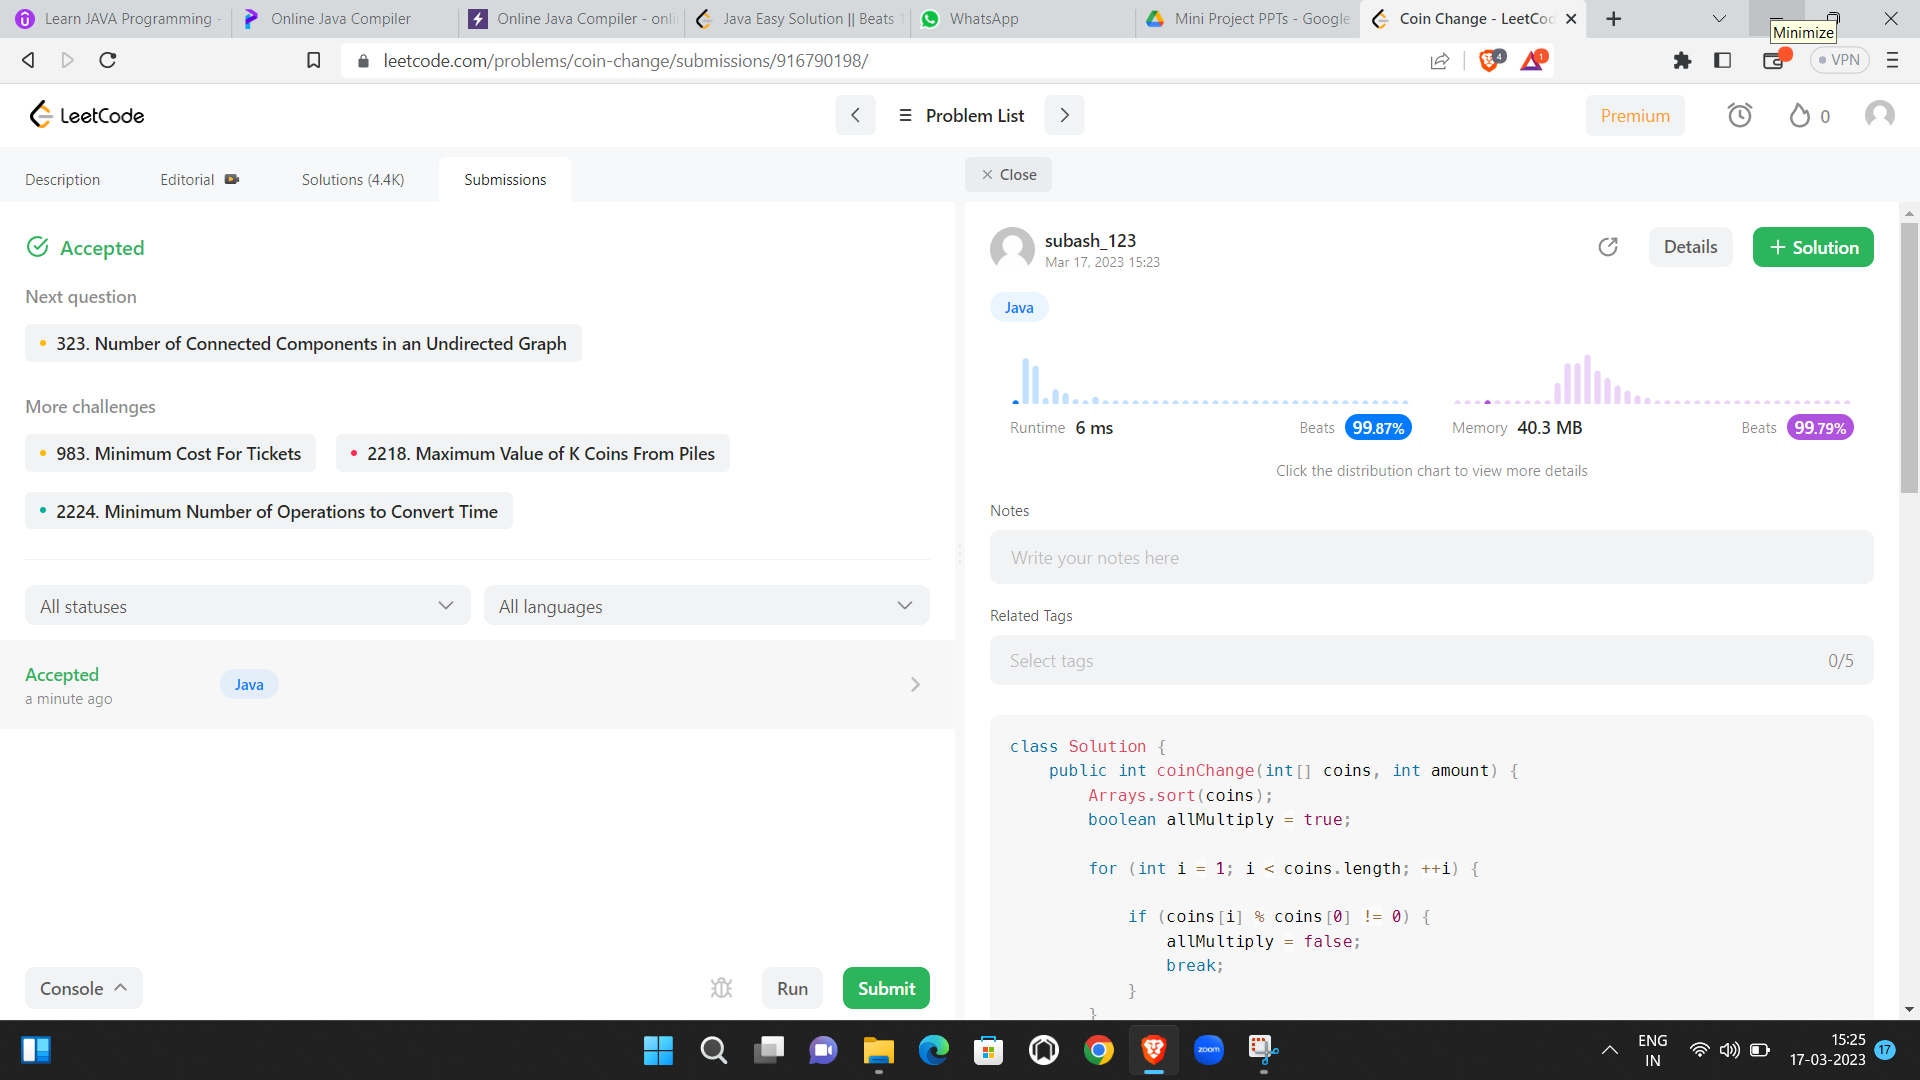 Learn JAVA Programming -
Online Java Compiler
Online Java Compiler - onli
Java Easy Solution || Beats 1
WhatsApp
Mini Project PPTs - Google
Coin Change - LeetCo
Minimize
leetcode.com/problems/coin-change/submissions/916790198/
4
1
VPN
LeetCode
Problem List
Premium
0
Description
Editorial
Solutions (4.4K)
Submissions
Close
Accepted
Next question
323. Number of Connected Components in an Undirected Graph
More challenges
983. Minimum Cost For Tickets
2218. Maximum Value of K Coins From Piles
2224. Minimum Number of Operations to Convert Time
All statuses
All languages
Accepted
a minute ago
Java
Console
Run
Submit
subash_123
Mar 17, 2023 15:23
Details
+ Solution
Java
Runtime 6 ms
Beats 99.87%
Memory 40.3 MB
Beats 99.79%
Click the distribution chart to view more details
Notes
Write your notes here
Related Tags
Select tags
0/5
class Solution {
public int coinChange(int[] coins, int amount) {
Arrays.sort(coins);
boolean allMultiply = true;
for (int i = 1; i < coins.length; ++i) {
if (coins[i] % coins[0] != 0) {
allMultiply = false;
break;
}
}
zoom
ENG
IN
15:25
17-03-2023
17